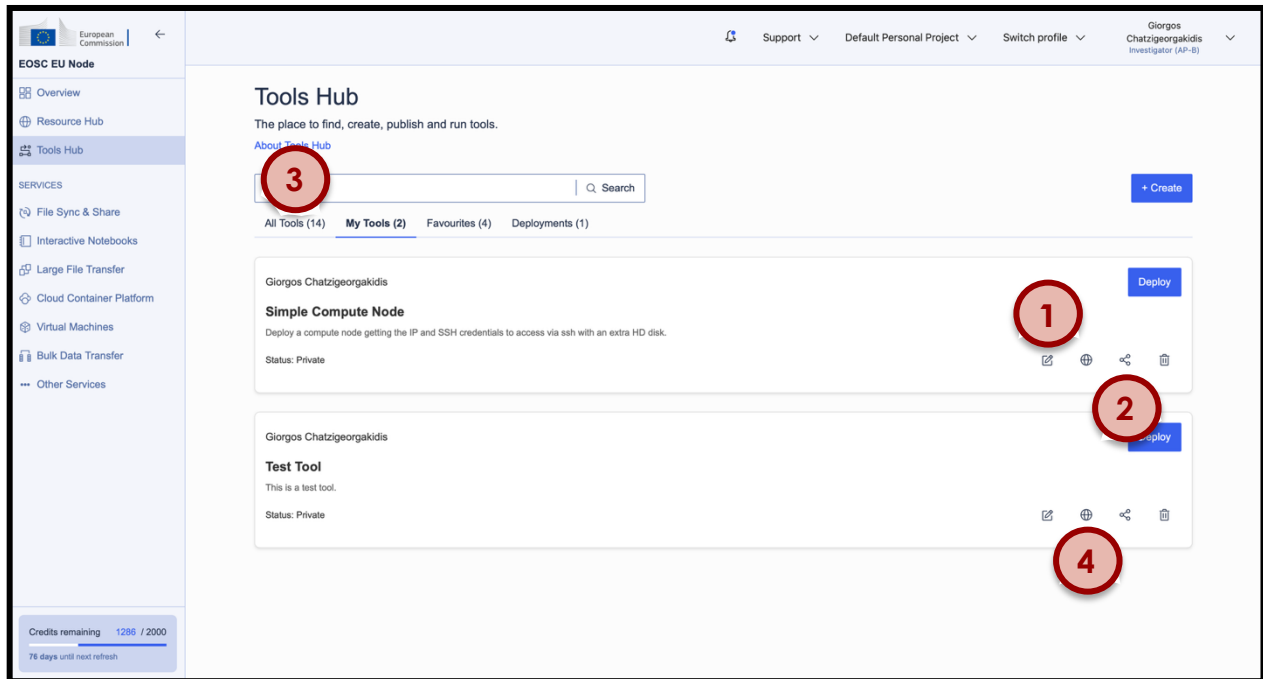 European
Commission
EOSC EU Node
Overview
Resource Hub
Tools Hub
SERVICES
File Sync & Share
Interactive Notebooks
Large File Transfer
Cloud Container Platform
Virtual Machines
Bulk Data Transfer
Other Services
Credits remaining 1286 / 2000
76 days until next refresh
Support
Default Personal Project
Switch profile
Giorgos
Chatzigeorgakidis
Investigator (AP-B)
Tools Hub
The place to find, create, publish and run tools.
About Tools Hub
3
Search
+ Create
All Tools (14) My Tools (2) Favourites (4) Deployments (1)
Giorgos Chatzigeorgakidis
Deploy
Simple Compute Node
1
Deploy a compute node getting the IP and SSH credentials to access via ssh with an extra HD disk.
Status: Private
2
Giorgos Chatzigeorgakidis
Deploy
Test Tool
This is a test tool.
Status: Private
4